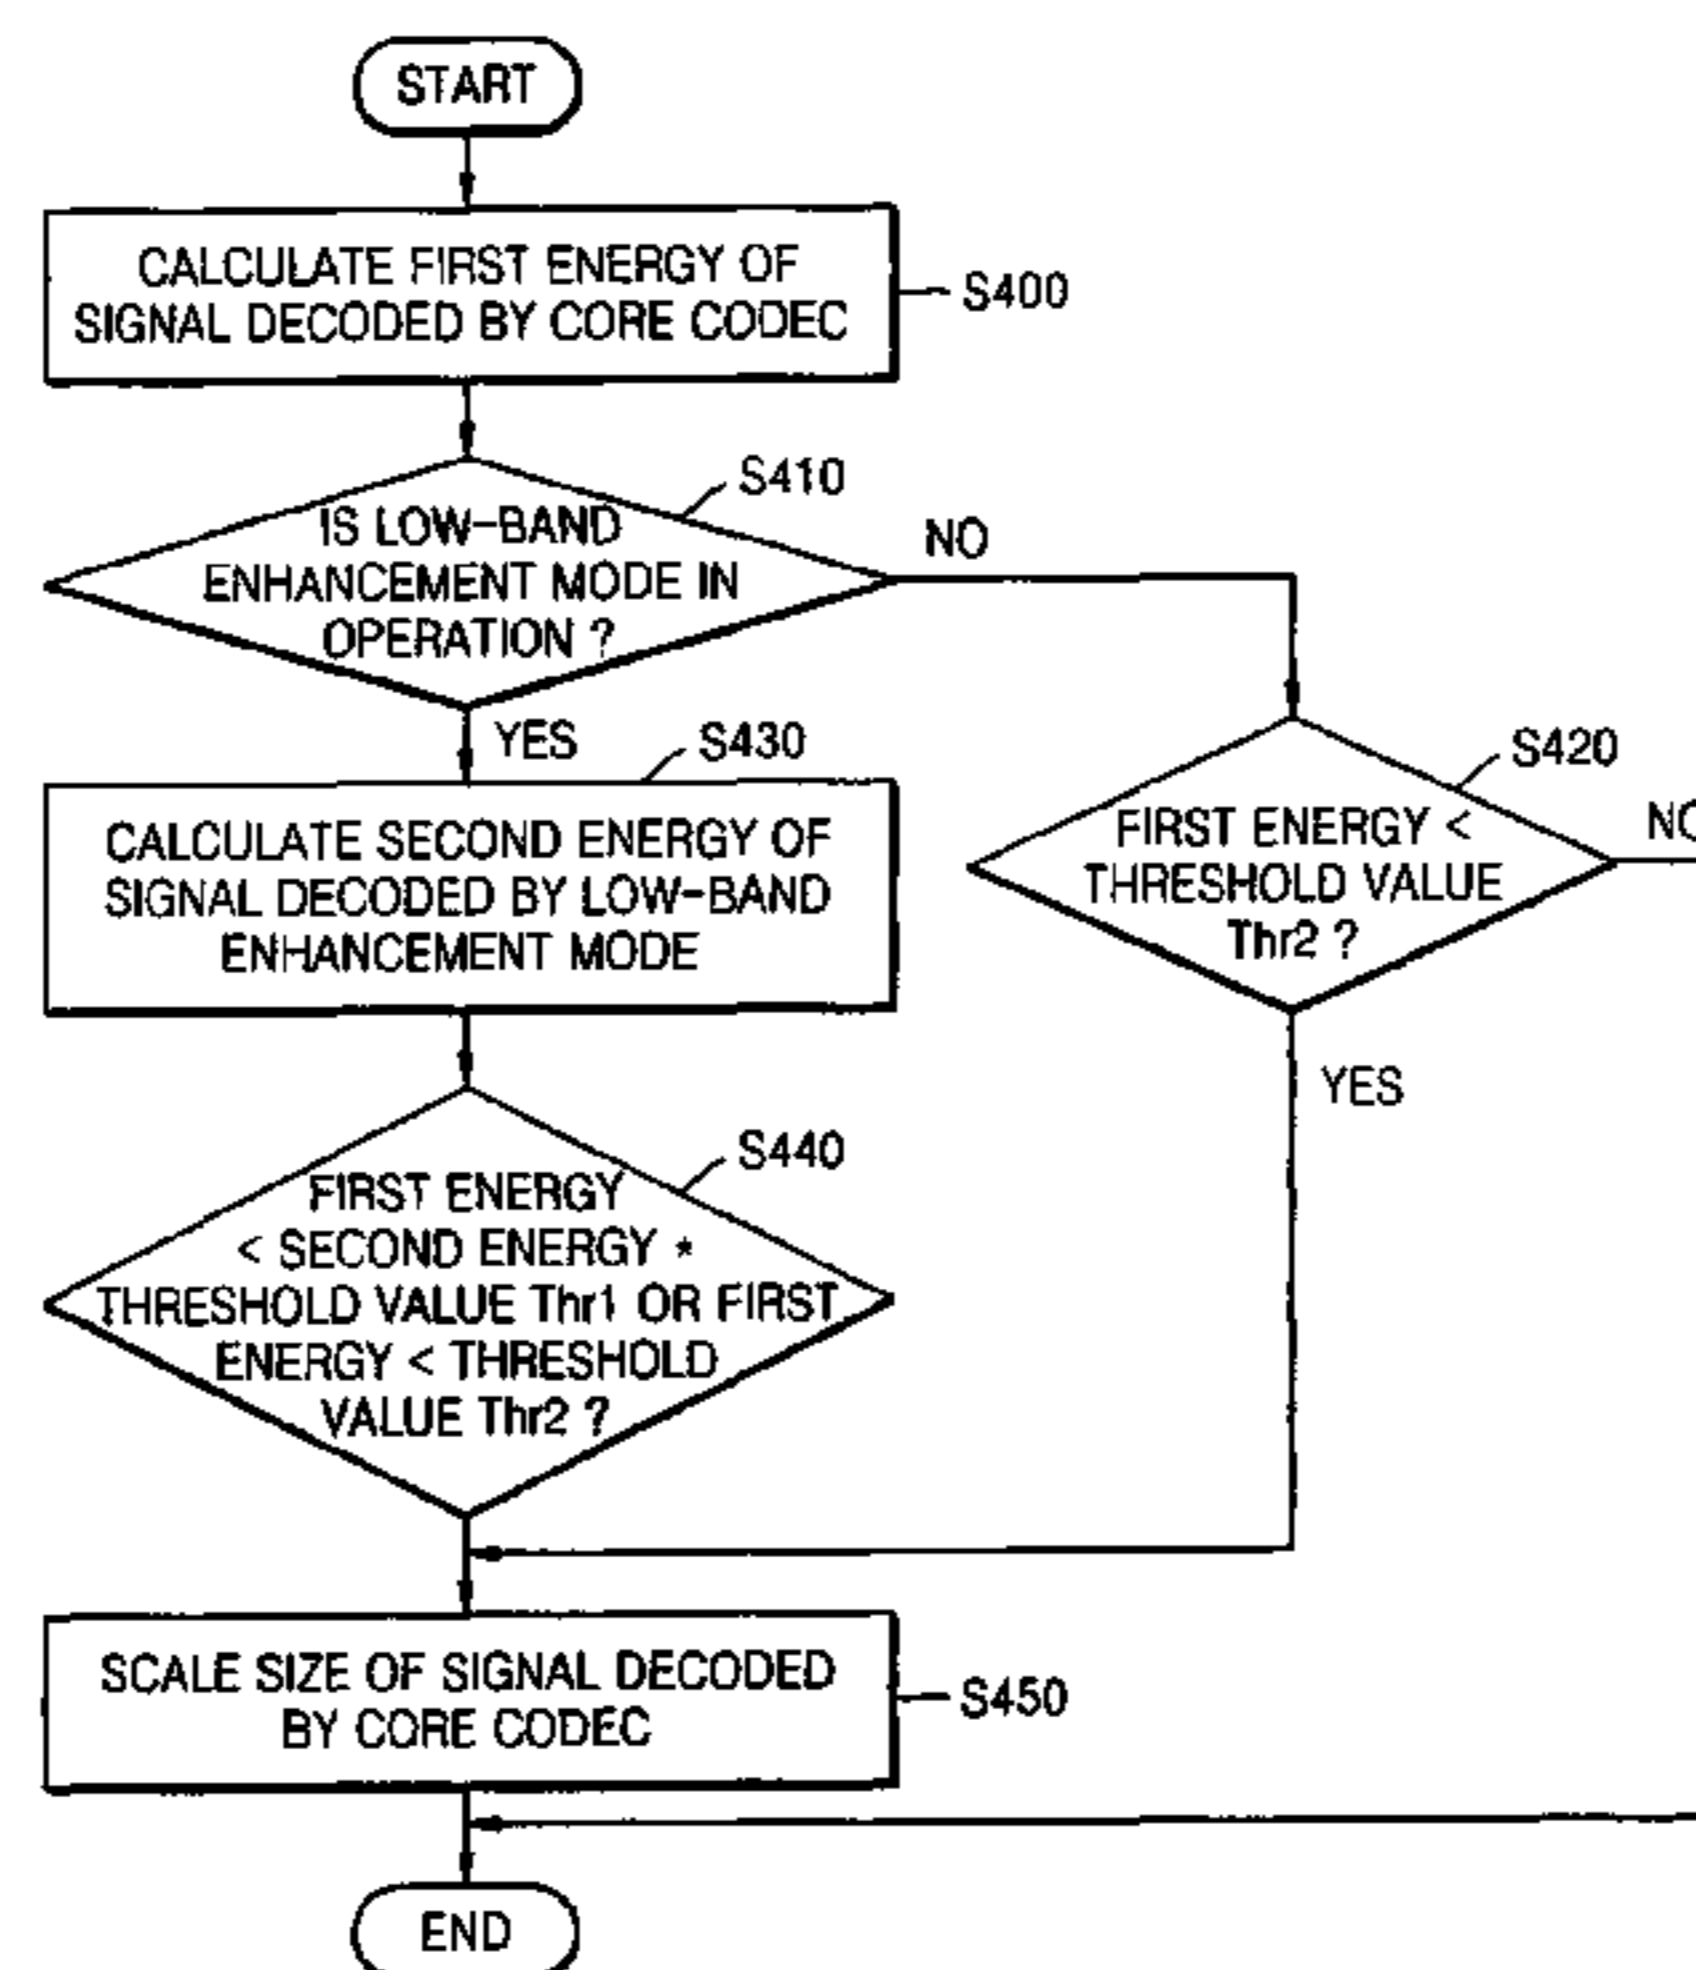 START
CALCULATE FIRST ENERGY OF
SIGNAL DECODED BY CORE CODEC
S400
S410
IS LOW-BAND
ENHANCEMENT MODE IN
OPERATION ?
NO
YES
S430
CALCULATE SECOND ENERGY OF
SIGNAL DECODED BY LOW-BAND
ENHANCEMENT MODE
S420
FIRST ENERGY <
THRESHOLD VALUE
Thr2 ?
NO
YES
S440
FIRST ENERGY
< SECOND ENERGY *
THRESHOLD VALUE Thr1 OR FIRST
ENERGY < THRESHOLD
VALUE Thr2 ?
SCALE SIZE OF SIGNAL DECODED
BY CORE CODEC
S450
END